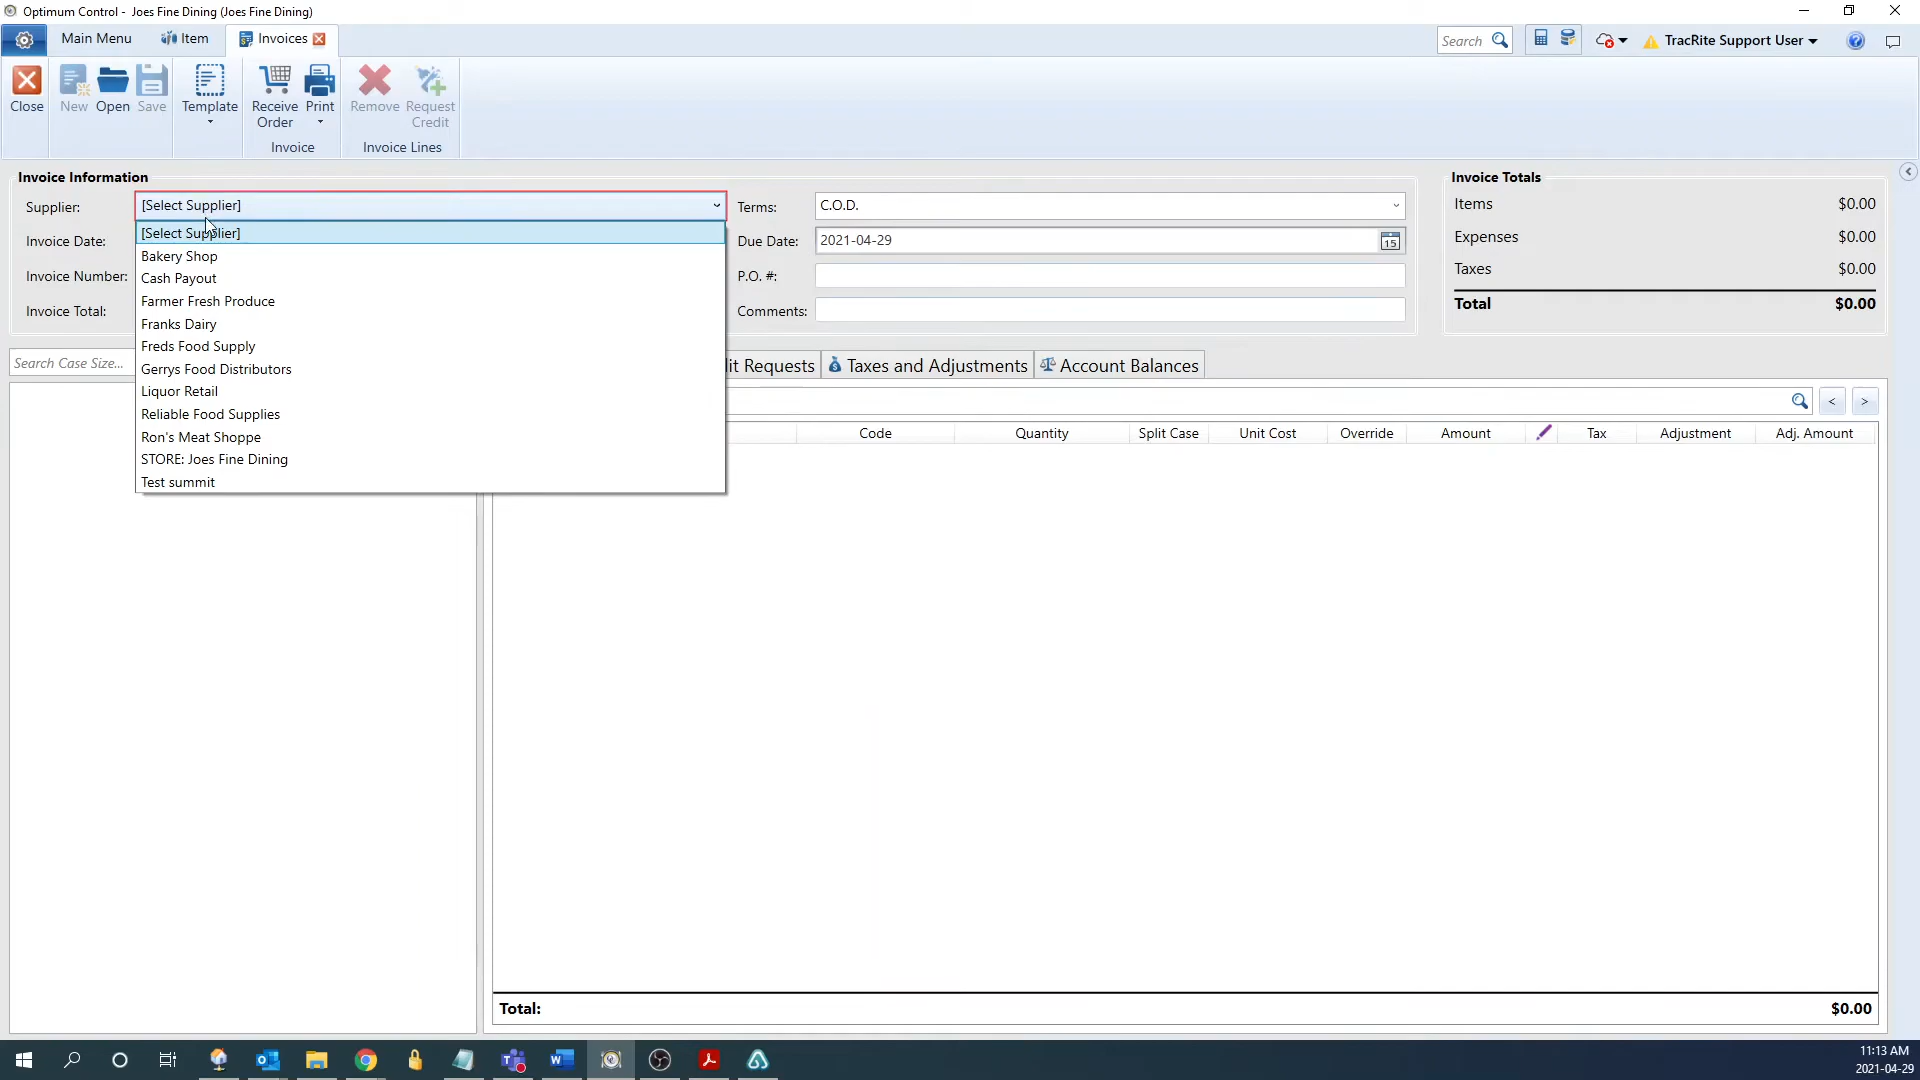 Optimum Control - Joes Fine Dining (Joes Fine Dining)
Main Menu
Item
Invoices
Search
TracRite Support User
Close
New
Open
Save
Template
Receive Order
Print
Remove
Request Credit
Invoice
Invoice Lines
Invoice Information
Supplier:
[Select Supplier]
Terms:
C.O.D.
Invoice Date:
Due Date:
2021-04-29
15
Invoice Number:
P.O. #:
Invoice Total:
Comments:
[Select Supplier]
Bakery Shop
Cash Payout
Farmer Fresh Produce
Franks Dairy
Freds Food Supply
Gerrys Food Distributors
Liquor Retail
Reliable Food Supplies
Ron's Meat Shoppe
STORE: Joes Fine Dining
Test summit
Invoice Totals
Items $0.00
Expenses $0.00
Taxes $0.00
Total $0.00
Search Case Size...
dit Requests
Taxes and Adjustments
Account Balances
< >
Code Quantity Split Case Unit Cost Override Amount Tax Adjustment Adj. Amount
Total: $0.00
11:13 AM
2021-04-29